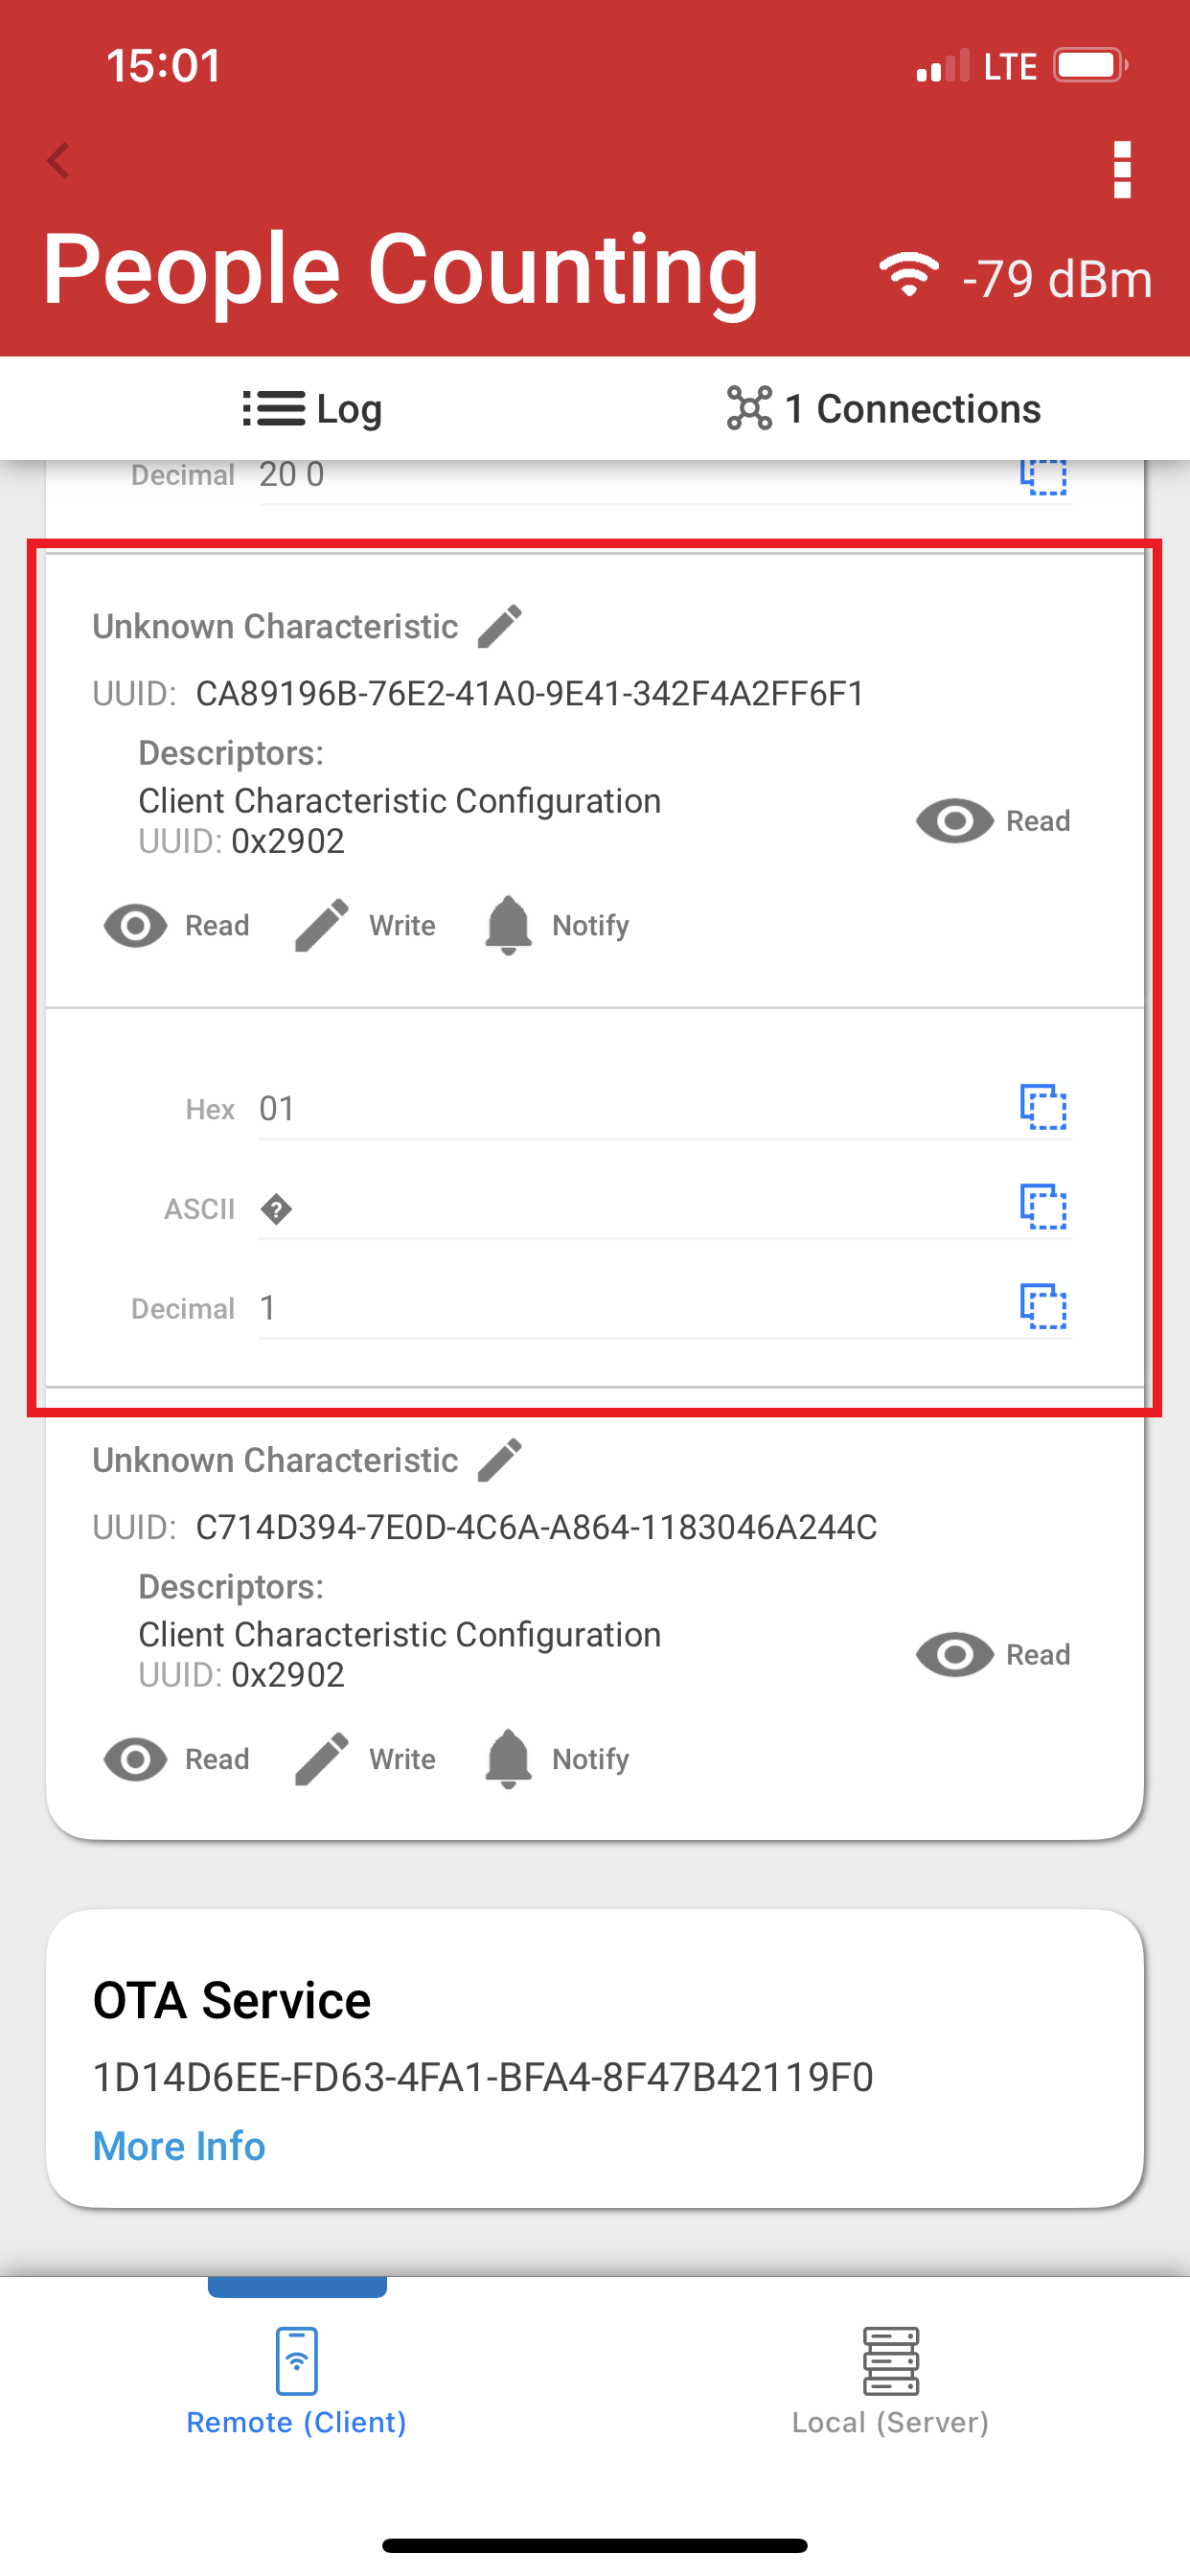 15:01 LTE
People Counting -79 dBm
Log 1 Connections
Decimal 20 0
Unknown Characteristic
UUID: CA89196B-76E2-41A0-9E41-342F4A2FF6F1
Descriptors:
Client Characteristic Configuration
UUID: 0x2902
Read
Read Write Notify
Hex 01
ASCII �
Decimal 1
Unknown Characteristic
UUID: C714D394-7E0D-4C6A-A864-1183046A244C
Descriptors:
Client Characteristic Configuration
UUID: 0x2902
Read
Read Write Notify
OTA Service
1D14D6EE-FD63-4FA1-BFA4-8F47B42119F0
More Info
Remote (Client) Local (Server)